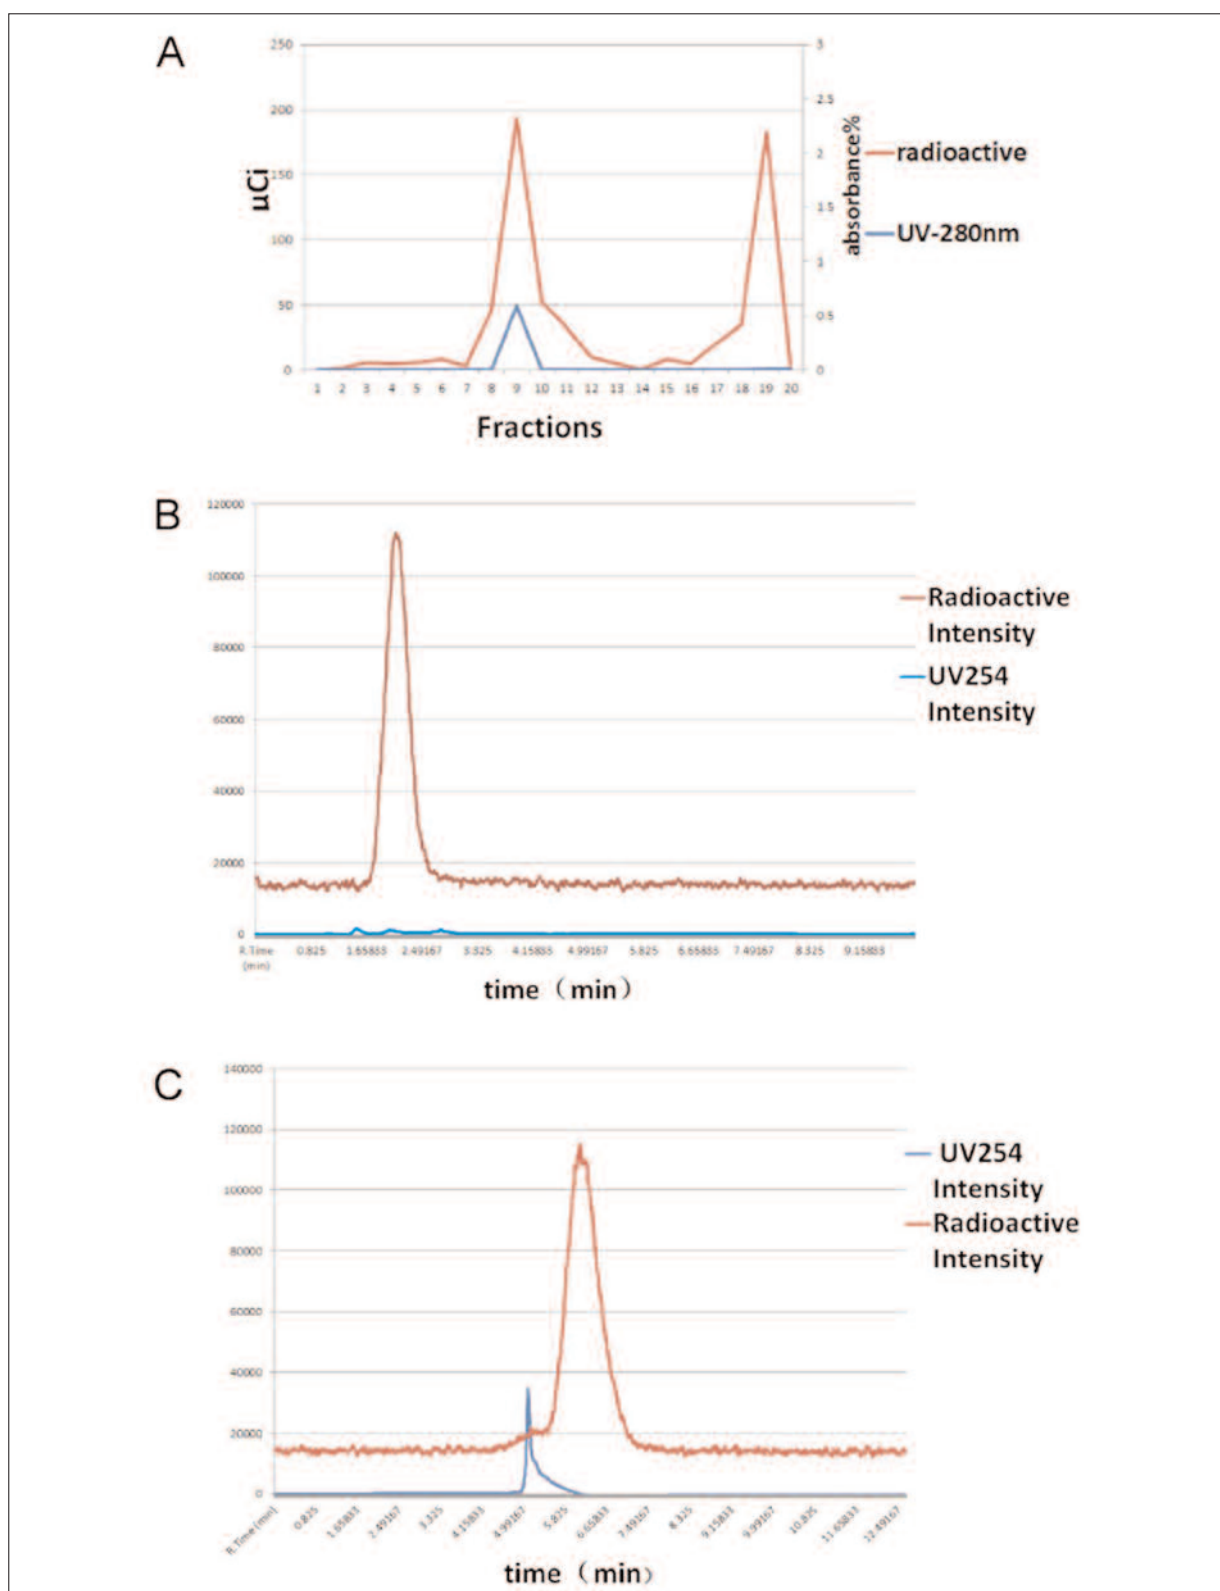 A
250
200
150
100
50
0
µCi
3
2.5
2
1.5
1
0.5
0
absorbance%
radioactive
UV-280nm
1 2 3 4 5 6 7 8 9 10 11 12 13 14 15 16 17 18 19 20
Fractions
B
120000
100000
80000
60000
40000
20000
0
Radioactive
Intensity
UV254
Intensity
R.Time (min) 0.825 1.65833 2.49167 3.325 4.15833 4.99167 5.825 6.65833 7.49167 8.325 9.15833
time（min）
C
140000
120000
100000
80000
60000
40000
20000
0
UV254
Intensity
Radioactive
Intensity
R.Time (min) 0.825 1.65833 2.49167 3.325 4.15833 4.99167 5.825 6.65833 7.49167 8.325 9.15833 9.99167 10.825 11.65833 12.49167
time（min）